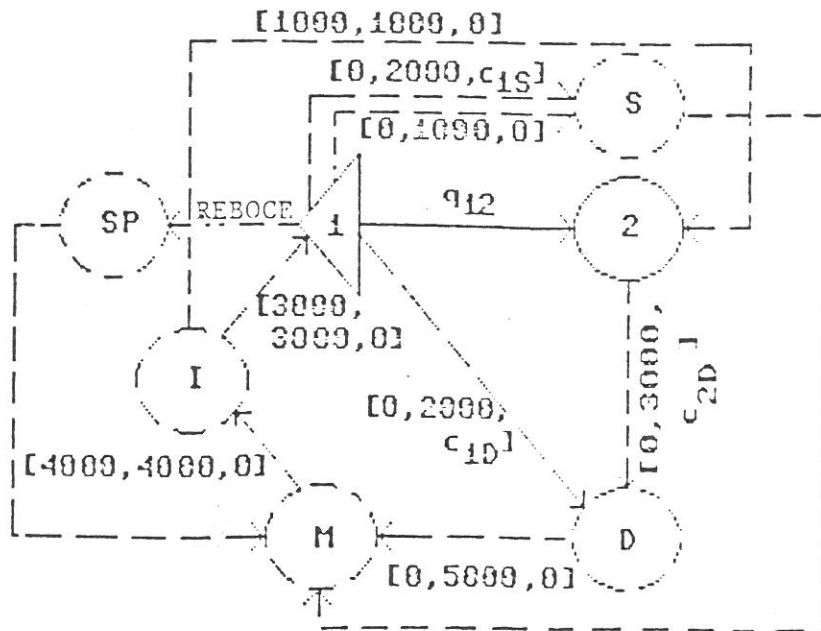 [1000,1000,0]
[0,2000,c1S]
S
[0,1000,0]
SP
REBOCE
1
q12
2
[3000,
3000,0]
I
[0,2000,
c1D]
[0,3000,
c2D]
[4000,4000,0]
M
D
[0,5000,0]